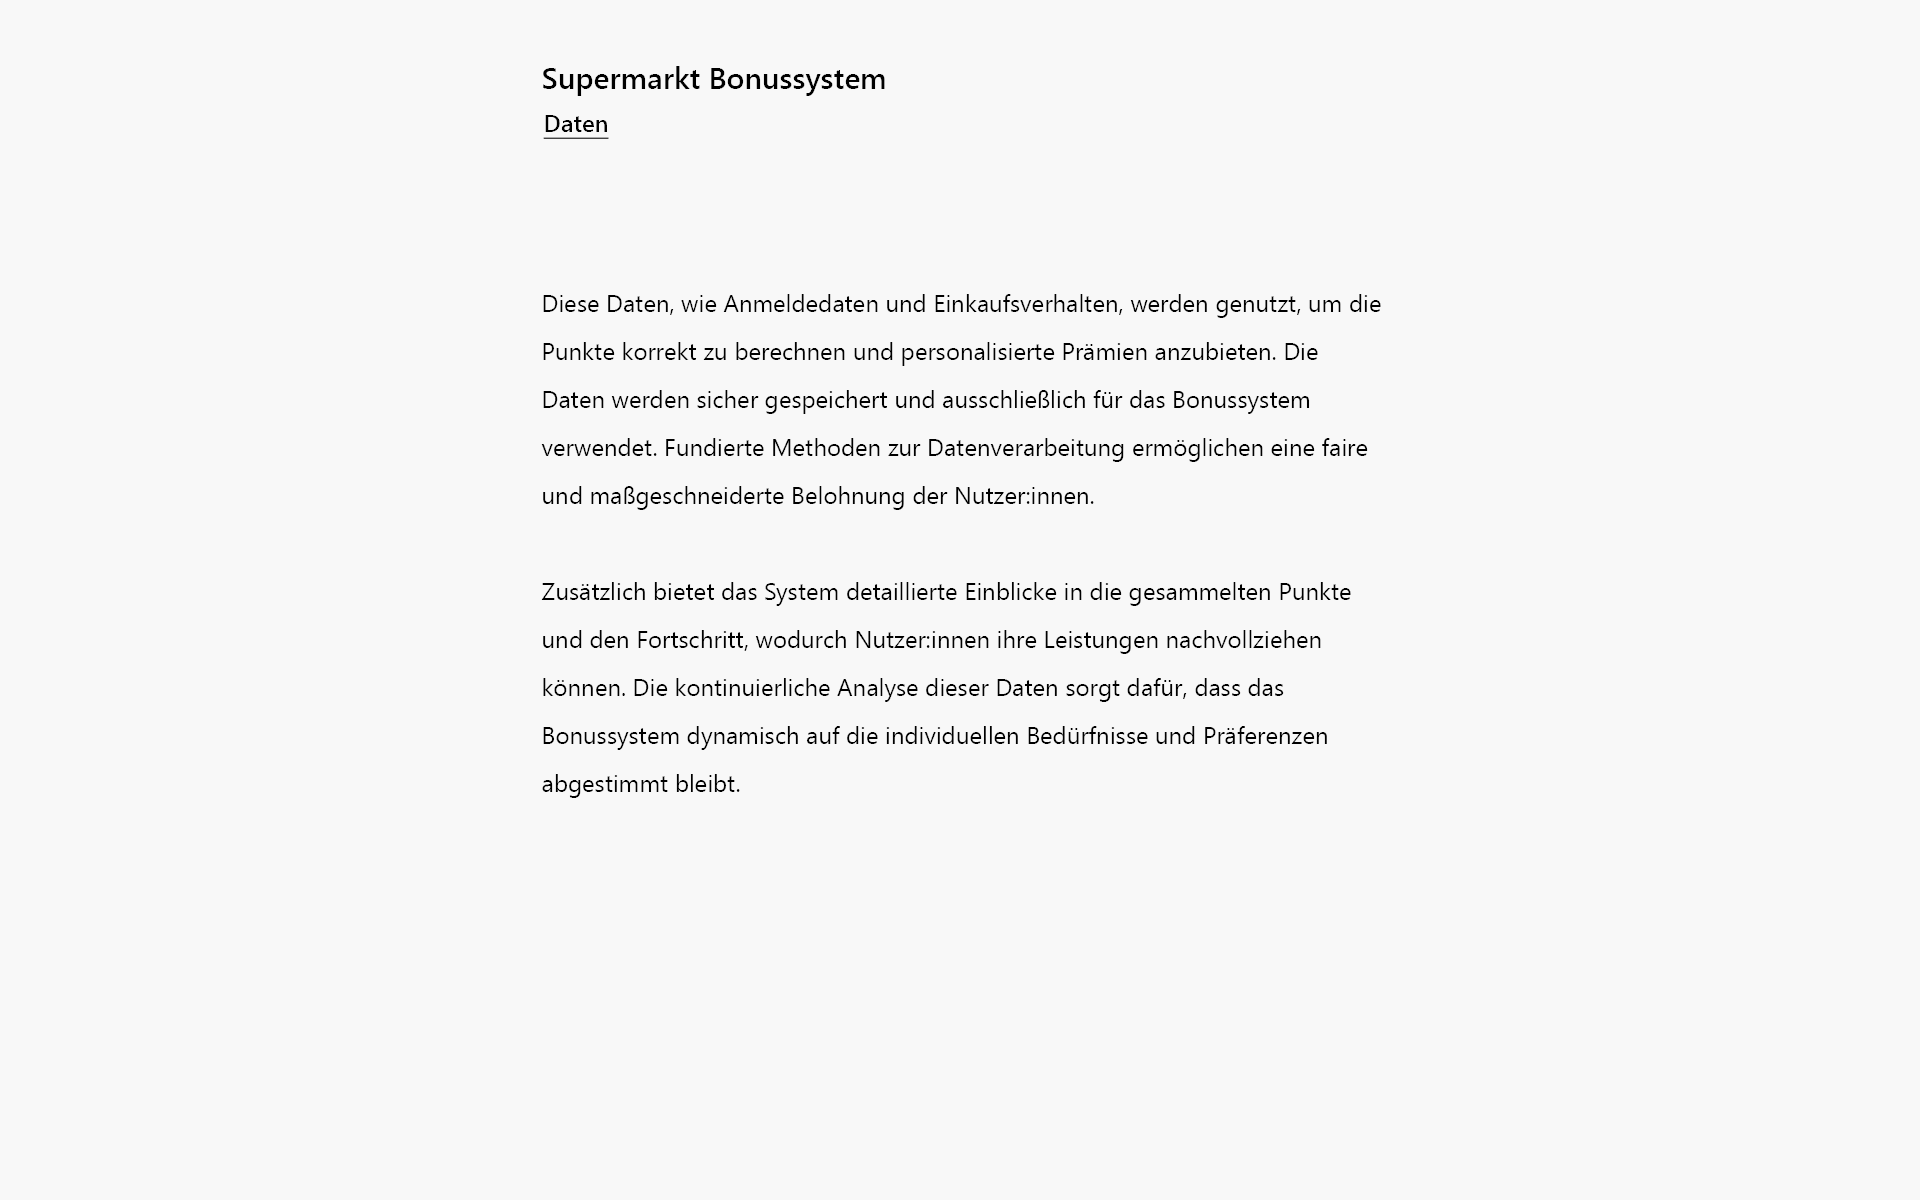 Supermarkt Bonussystem
Daten
Diese Daten, wie Anmeldedaten und Einkaufsverhalten, werden genutzt, um die
Punkte korrekt zu berechnen und personalisierte Prämien anzubieten. Die
Daten werden sicher gespeichert und ausschließlich für das Bonussystem
verwendet. Fundierte Methoden zur Datenverarbeitung ermöglichen eine faire
und maßgeschneiderte Belohnung der Nutzer:innen.
Zusätzlich bietet das System detaillierte Einblicke in die gesammelten Punkte
und den Fortschritt, wodurch Nutzer:innen ihre Leistungen nachvollziehen
können. Die kontinuierliche Analyse dieser Daten sorgt dafür, dass das
Bonussystem dynamisch auf die individuellen Bedürfnisse und Präferenzen
abgestimmt bleibt.